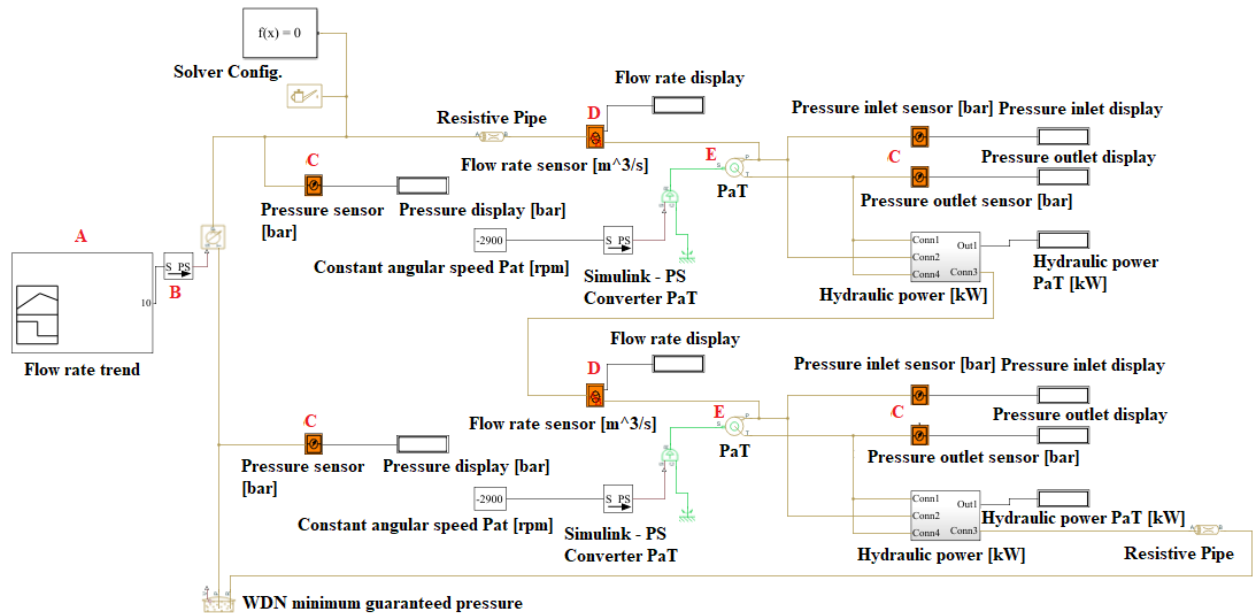 f(x) = 0
Solver Config.
Flow rate display
Resistive Pipe
D
Flow rate sensor [m^3/s]
Pressure inlet sensor [bar]
Pressure inlet display
C
Pressure outlet display
Pressure outlet sensor [bar]
E
PaT
C
Pressure sensor
[bar]
Pressure display [bar]
-2900
S PS
Constant angular speed Pat [rpm]
Simulink - PS
Converter PaT
Conn1
Conn2
Conn4
Out1
Conn3
Hydraulic power [kW]
Hydraulic power
PaT [kW]
A
S PS
B
10
Flow rate trend
Flow rate display
D
Flow rate sensor [m^3/s]
Pressure inlet sensor [bar]
Pressure inlet display
C
Pressure outlet display
Pressure outlet sensor [bar]
E
PaT
C
Pressure sensor
[bar]
Pressure display [bar]
-2900
S PS
Constant angular speed Pat [rpm]
Simulink - PS
Converter PaT
Conn1
Conn2
Conn4
Out1
Conn3
Hydraulic power PaT [kW]
Hydraulic power [kW]
Resistive Pipe
WDN minimum guaranteed pressure